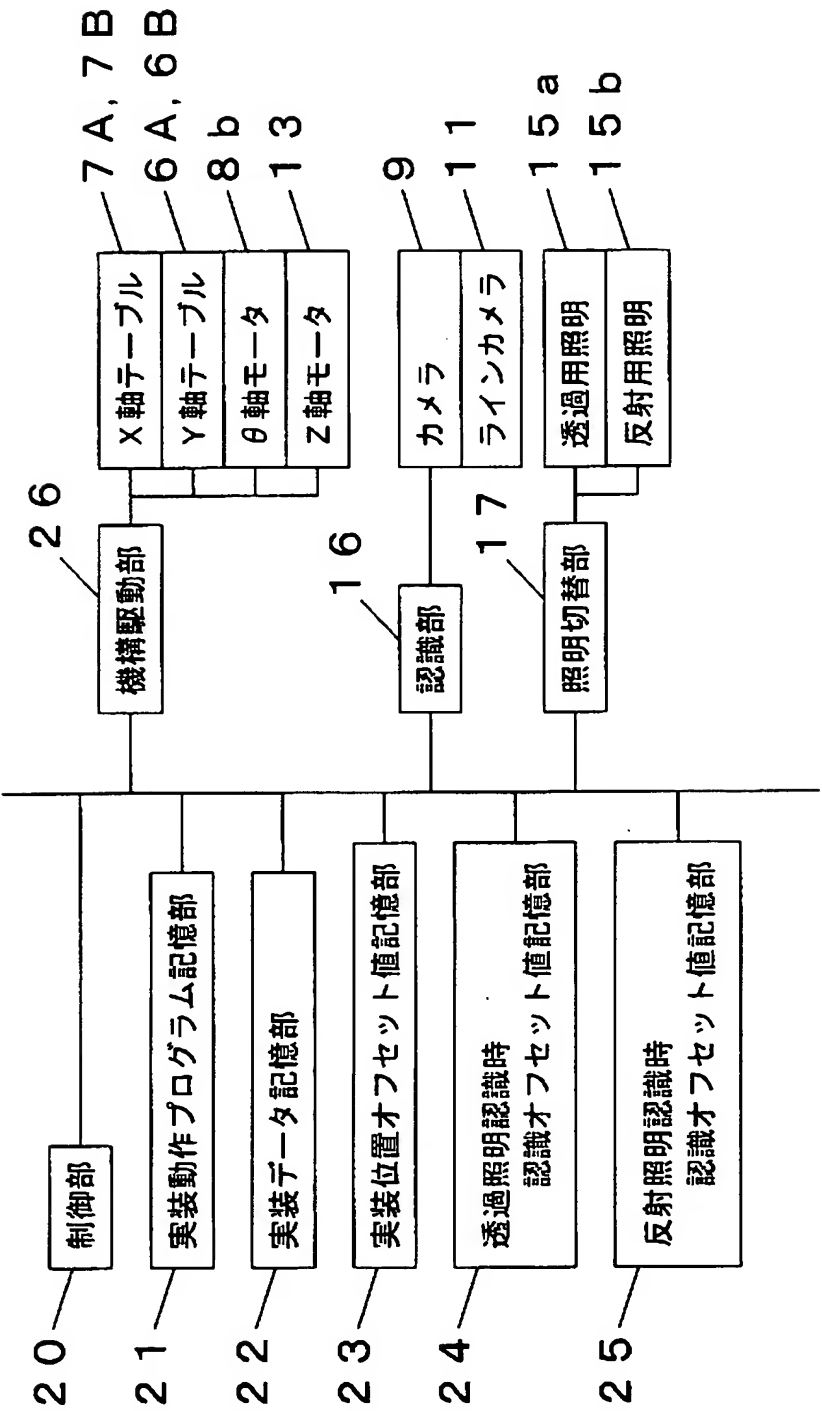 20
制御部
21
実装動作プログラム記憶部
22
実装データ記憶部
23
実装位置オフセット値記憶部
24
透過照明認識時
認識オフセット値記憶部
25
反射照明認識時
認識オフセット値記憶部
26
機構駆動部
X軸テーブル
7A, 7B
Y軸テーブル
6A, 6B
θ軸モータ
8b
Z軸モータ
13
16
認識部
カメラ
9
ラインカメラ
11
17
照明切替部
透過用照明
15a
反射用照明
15b